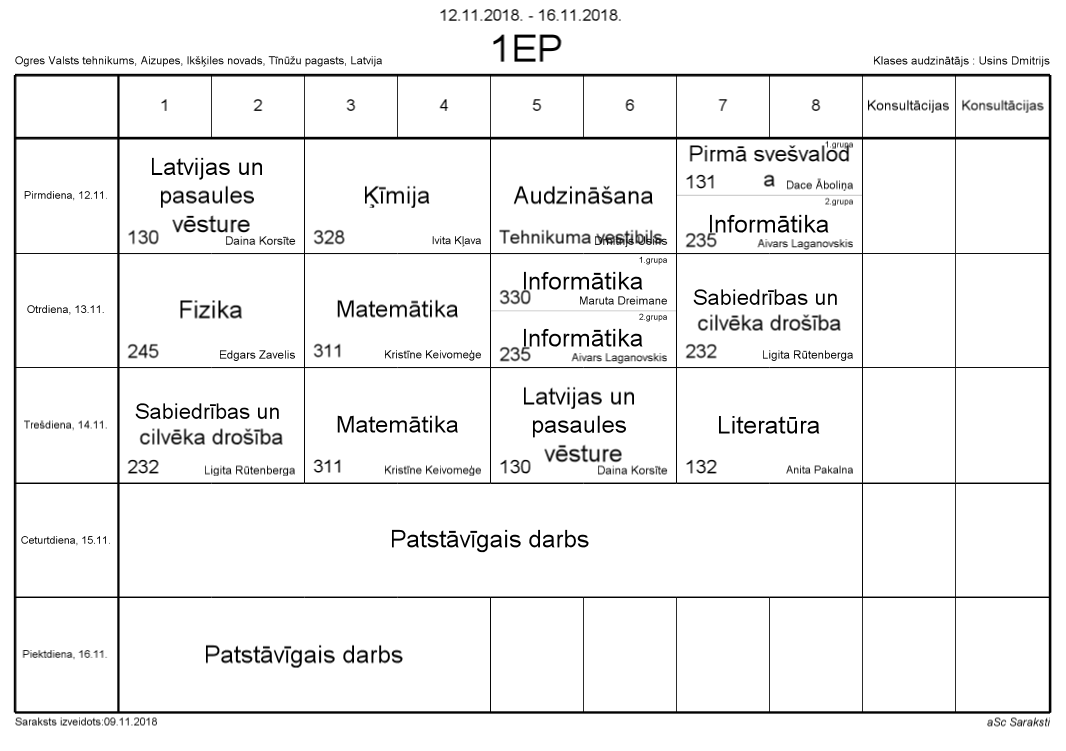 12.11.2018. - 16.11.2018.
1EP
Ogres Valsts tehnikums, Aizupes, Ikšķiles novads, Tīnūžu pagasts, Latvija
Klases audzinātājs : Usins Dmitrijs
1 2 3 4 5 6 7 8 Konsultācijas Konsultācijas
Pirmdiena, 12.11.
Latvijas un
pasaules
vēsture
130 Daina Korsīte
Ķīmija
328 Ivita Kļava
Audzināšana
Tehnikuma vestibils Dmitrijs Usins
1.grupa
Pirmā svešvalod
a
131 Dace Āboliņa
2.grupa
Informātika
235 Aivars Laganovskis
Otrdiena, 13.11.
Fizika
245 Edgars Zavelis
Matemātika
311 Kristīne Keivomeģe
1.grupa
Informātika
330 Maruta Dreimane
2.grupa
Informātika
235 Aivars Laganovskis
Sabiedrības un
cilvēka drošība
232 Ligita Rūtenberga
Trešdiena, 14.11.
Sabiedrības un
cilvēka drošība
232 Ligita Rūtenberga
Matemātika
311 Kristīne Keivomeģe
Latvijas un
pasaules
vēsture
130 Daina Korsīte
Literatūra
132 Anita Pakalna
Ceturtdiena, 15.11.
Patstāvīgais darbs
Piektdiena, 16.11.
Patstāvīgais darbs
Saraksts izveidots:09.11.2018
aSc Saraksti